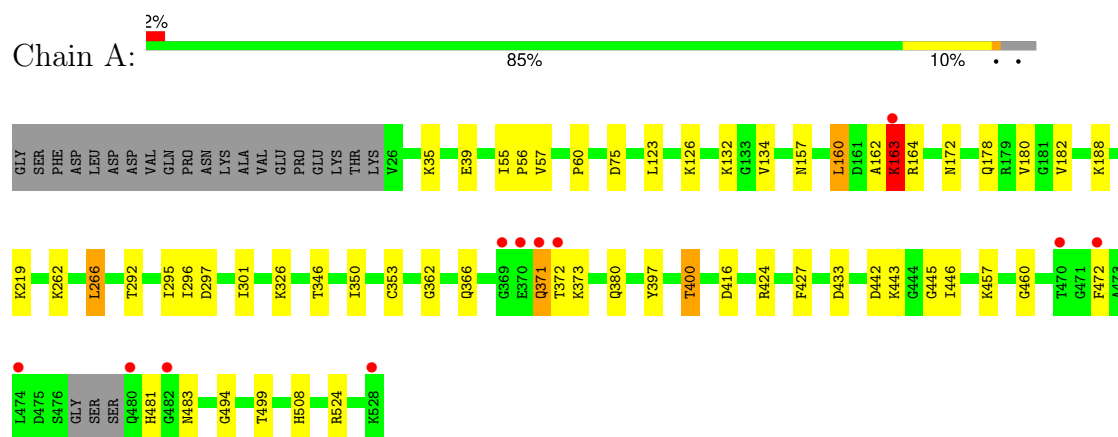 2%
Chain A:
85% 10% • •
GLY SER PHE ASP LEU ASP ASP VAL GLN PRO ASN LYS ALA VAL GLU PRO GLU LYS THR LYS V26 K35 E39 I55 P56 V57 P60 D75 L123 K126 K132 G133 V134 N157 L160 D161 A162 K163 R164 N172 Q178 R179 V180 G181 V182 K188
K219 K262 L266 T292 I295 I296 D297 I301 K326 T346 I350 C353 G362 Q366 G369 E370 Q371 T372 K373 Q380 Y397 T400 D416 R424 F427 D433 D442 K443 G444 G445 I446 K457 G460 T470 G471 F472 A473
L474 D475 S476 GLY SER SER Q480 H481 G482 N483 G494 T499 H508 R524 K528